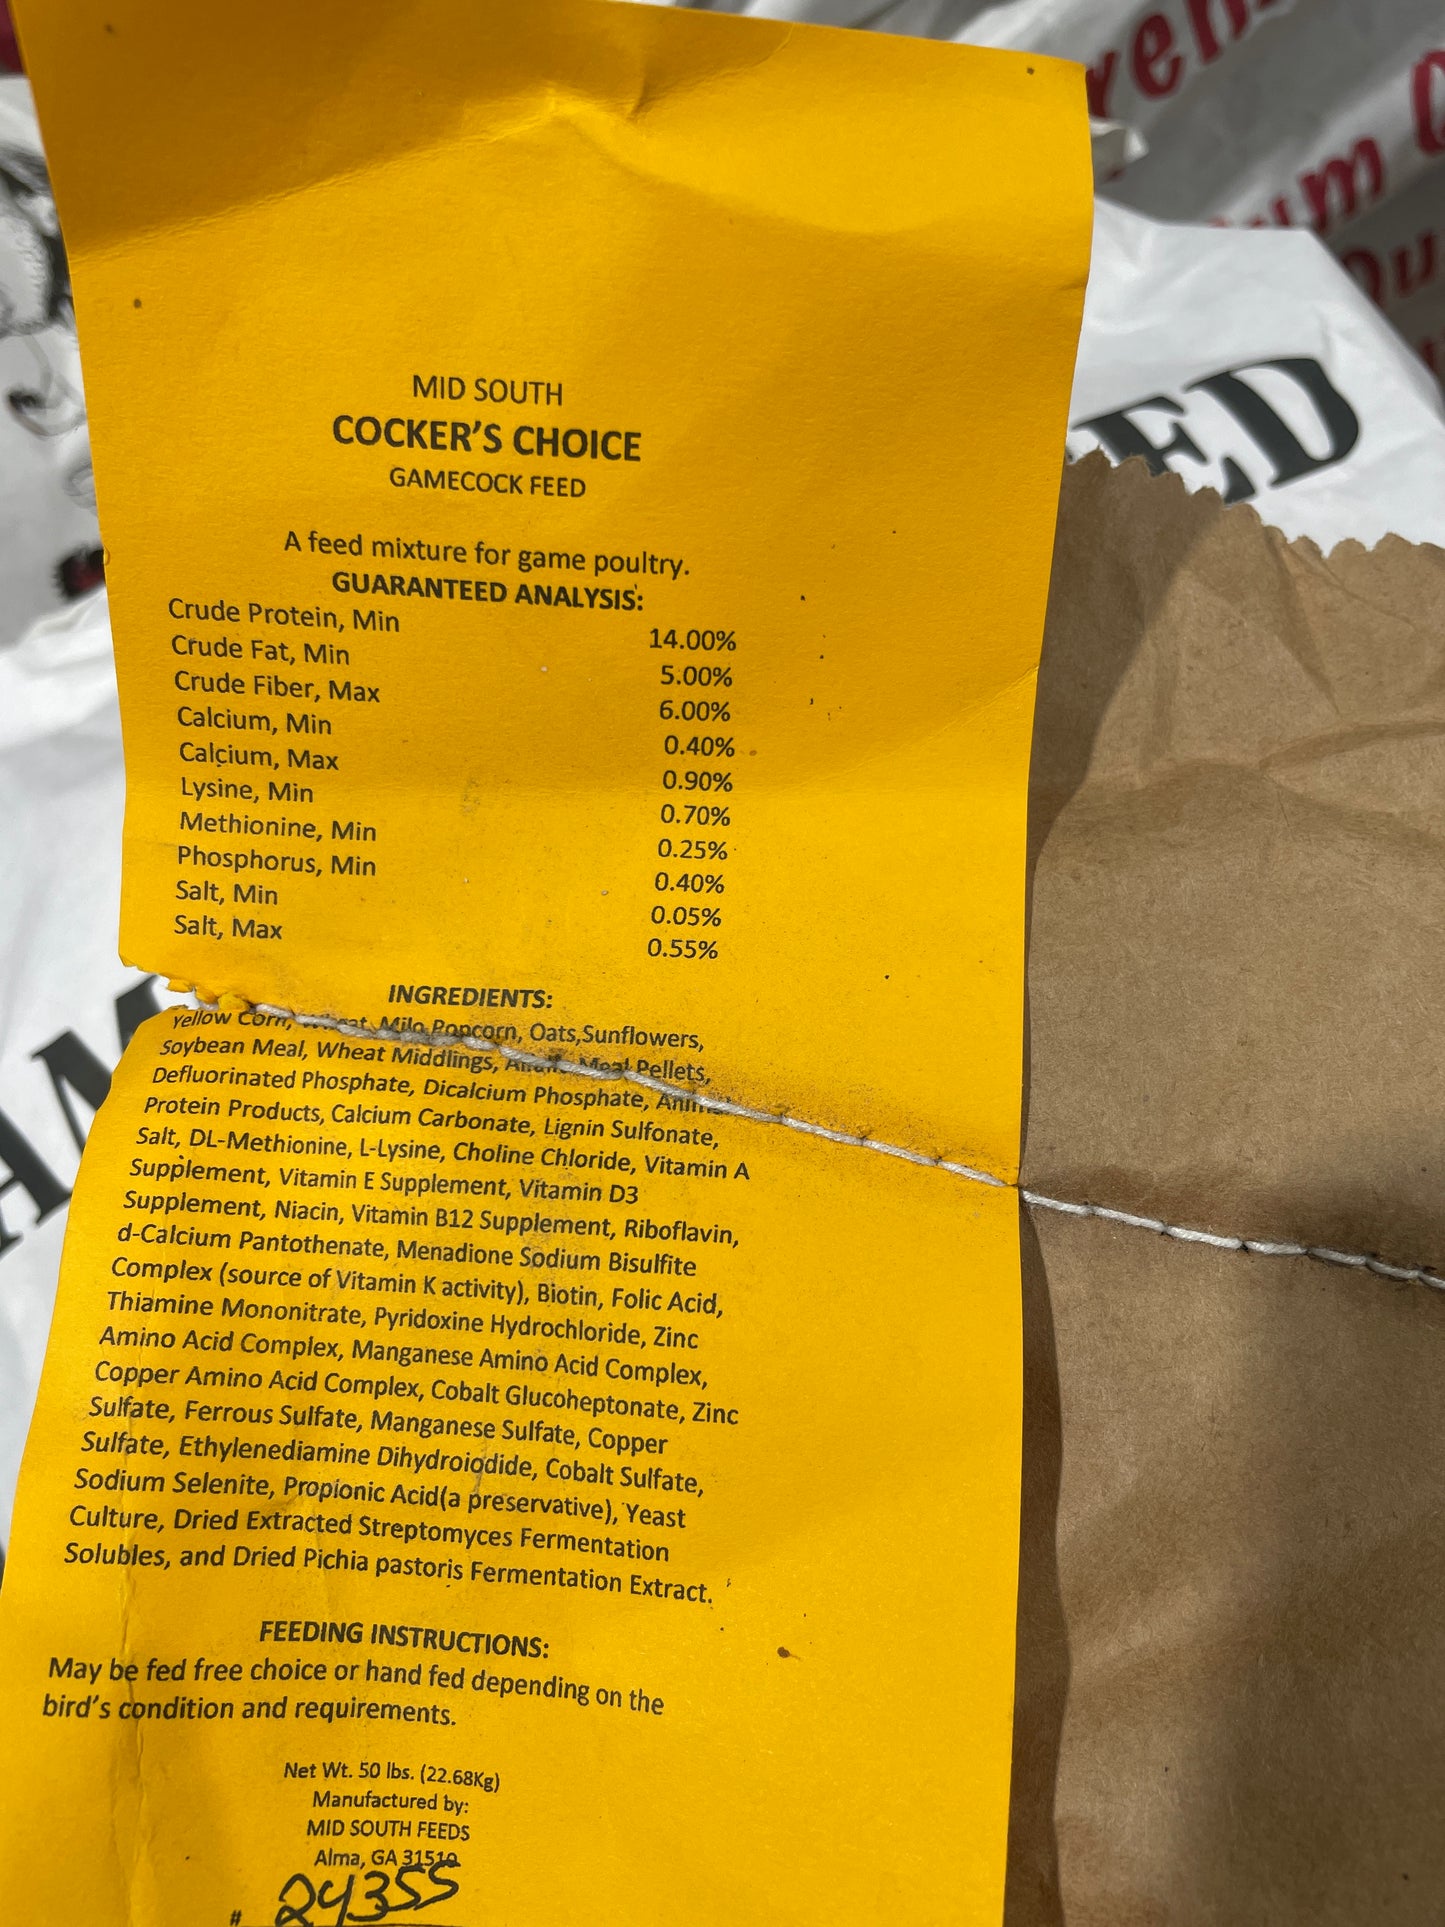 MID SOUTH
COCKER'S CHOICE
GAMECOCK FEED
A feed mixture for game poultry.
GUARANTEED ANALYSIS:
Crude Protein, Min 14.00%
Crude Fat, Min 5.00%
Crude Fiber, Max 6.00%
Calcium, Min 0.40%
Calcium, Max 0.90%
Lysine, Min 0.70%
Methionine, Min 0.25%
Phosphorus, Min 0.40%
Salt, Min 0.05%
Salt, Max 0.55%
INGREDIENTS:
Yellow Corn, Milo, Popcorn, Oats,Sunflowers,
Soybean Meal, Wheat Middlings, Meal Pellets,
Defluorinated Phosphate, Dicalcium Phosphate,
Protein Products, Calcium Carbonate, Lignin Sulfonate,
Salt, DL-Methionine, L-Lysine, Choline Chloride, Vitamin A
Supplement, Vitamin E Supplement, Vitamin D3
Supplement, Niacin, Vitamin B12 Supplement, Riboflavin,
d-Calcium Pantothenate, Menadione Sodium Bisulfite
Complex (source of Vitamin K activity), Biotin, Folic Acid,
Thiamine Mononitrate, Pyridoxine Hydrochloride, Zinc
Amino Acid Complex, Manganese Amino Acid Complex,
Copper Amino Acid Complex, Cobalt Glucoheptonate, Zinc
Sulfate, Ferrous Sulfate, Manganese Sulfate, Copper
Sulfate, Ethylenediamine Dihydroiodide, Cobalt Sulfate,
Sodium Selenite, Propionic Acid(a preservative), Yeast
Culture, Dried Extracted Streptomyces Fermentation
Solubles, and Dried Pichia pastoris Fermentation Extract.
FEEDING INSTRUCTIONS:
May be fed free choice or hand fed depending on the
bird's condition and requirements.
Net Wt. 50 lbs. (22.68Kg)
Manufactured by:
MID SOUTH FEEDS
Alma, GA 31510
# 24355